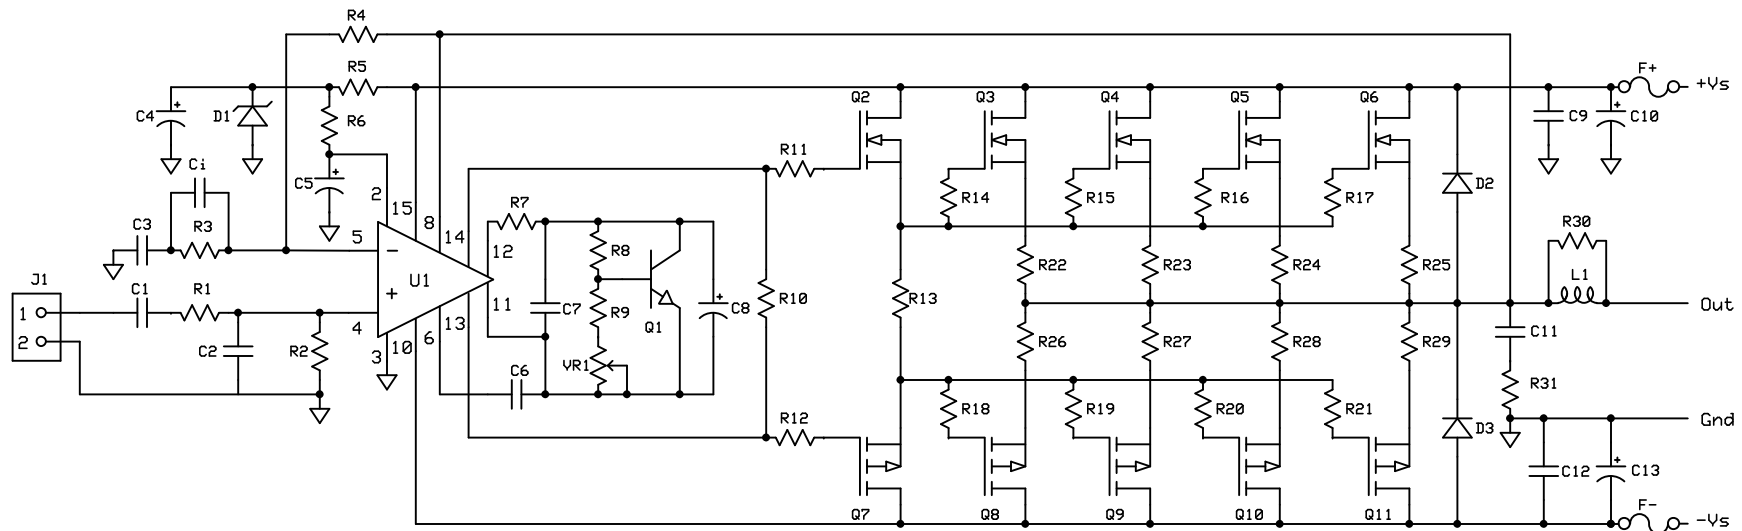 R4
R5
F+
+Vs
C4
D1
R6
Q2
Q3
Q4
Q5
Q6
C9
C10
Ci
C5
2
15
8
14
R11
R14
R15
R16
R17
D2
C3
R3
5
R7
12
R8
R30
L1
U1
R22
R23
R24
R25
J1
C1
R1
1
2
4
11
13
6
10
3
C7
R9
Q1
C8
R10
R13
Out
C2
R2
VR1
C6
R26
R27
R28
R29
C11
R31
R12
R18
R19
R20
R21
D3
Gnd
C12
C13
Q7
Q8
Q9
Q10
Q11
F-
-Vs